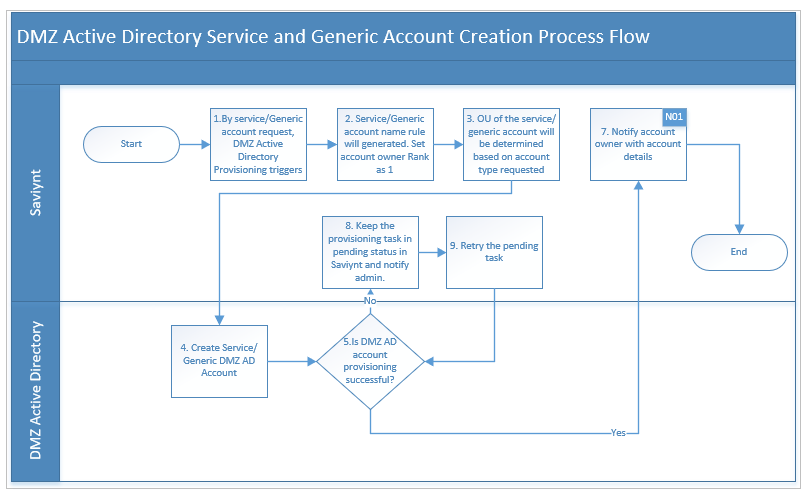 DMZ Active Directory Service and Generic Account Creation Process Flow
Saviynt
Start
1.By service/Generic
account request,
DMZ Active
Directory
Provisioning triggers
2. Service/Generic
account name rule
will generated. Set
account owner Rank
as 1
3. OU of the service/
generic account will
be determined
based on account
type requested
N01
7. Notify account
owner with account
details
8. Keep the
provisioning task in
pending status in
Saviynt and notify
admin.
9. Retry the pending
task
End
No
DMZ Active Directory
4. Create Service/
Generic DMZ AD
Account
5.Is DMZ AD
account
provisioning
successful?
Yes